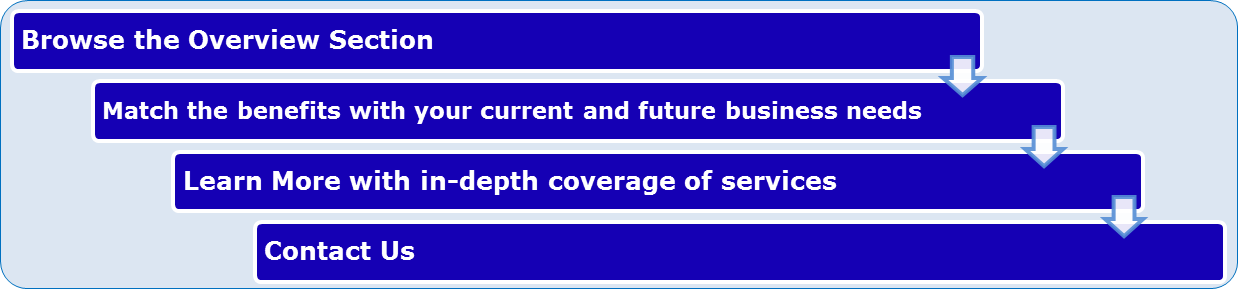 Browse the Overview Section
Match the benefits with your current and future business needs
Learn More with in-depth coverage of services
Contact Us